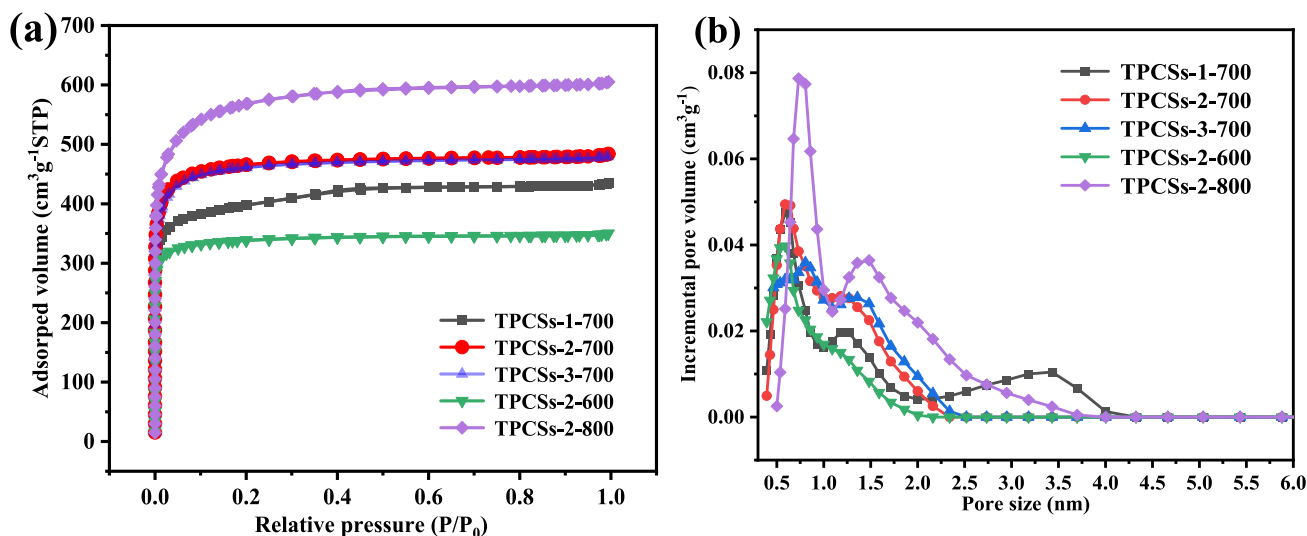 (a)
700
600
500
400
300
200
100
0
Adsorped volume (cm³g⁻¹STP)
TPCSs-1-700
TPCSs-2-700
TPCSs-3-700
TPCSs-2-600
TPCSs-2-800
0.0 0.2 0.4 0.6 0.8 1.0
Relative pressure (P/P₀)
(b)
0.08
0.06
0.04
0.02
0.00
Incremental pore volume (cm³g⁻¹)
TPCSs-1-700
TPCSs-2-700
TPCSs-3-700
TPCSs-2-600
TPCSs-2-800
0.5 1.0 1.5 2.0 2.5 3.0 3.5 4.0 4.5 5.0 5.5 6.0
Pore size (nm)